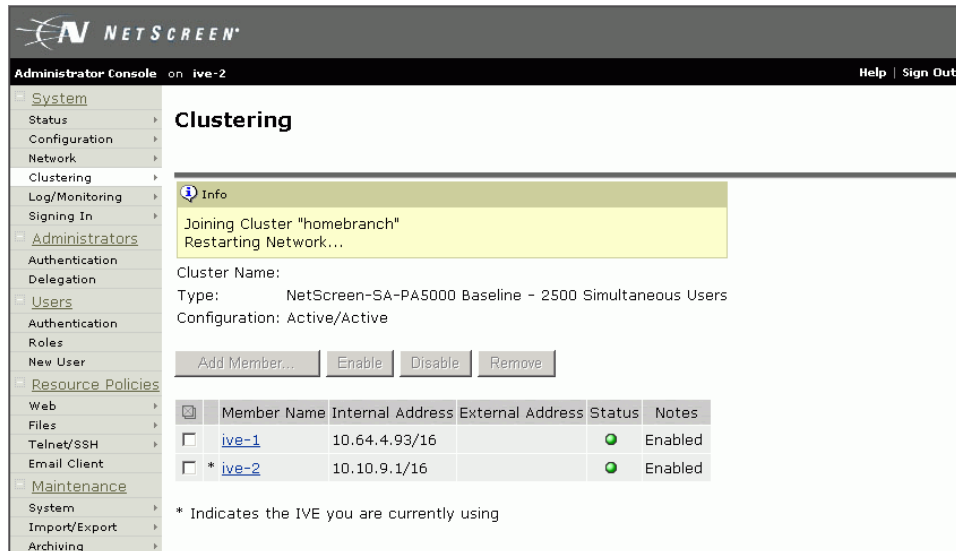 NETSCREEN®
Administrator Console on ive-2
Help | Sign Out
System
Status
Configuration
Network
Clustering
Log/Monitoring
Signing In
Administrators
Authentication
Delegation
Users
Authentication
Roles
New User
Resource Policies
Web
Files
Telnet/SSH
Email Client
Maintenance
System
Import/Export
Archiving
Clustering
Info
Joining Cluster "homebranch"
Restarting Network...
Cluster Name:
Type: NetScreen-SA-PA5000 Baseline - 2500 Simultaneous Users
Configuration: Active/Active
Add Member... Enable Disable Remove
Member Name Internal Address External Address Status Notes
ive-1 10.64.4.93/16 Enabled
* ive-2 10.10.9.1/16 Enabled
* Indicates the IVE you are currently using